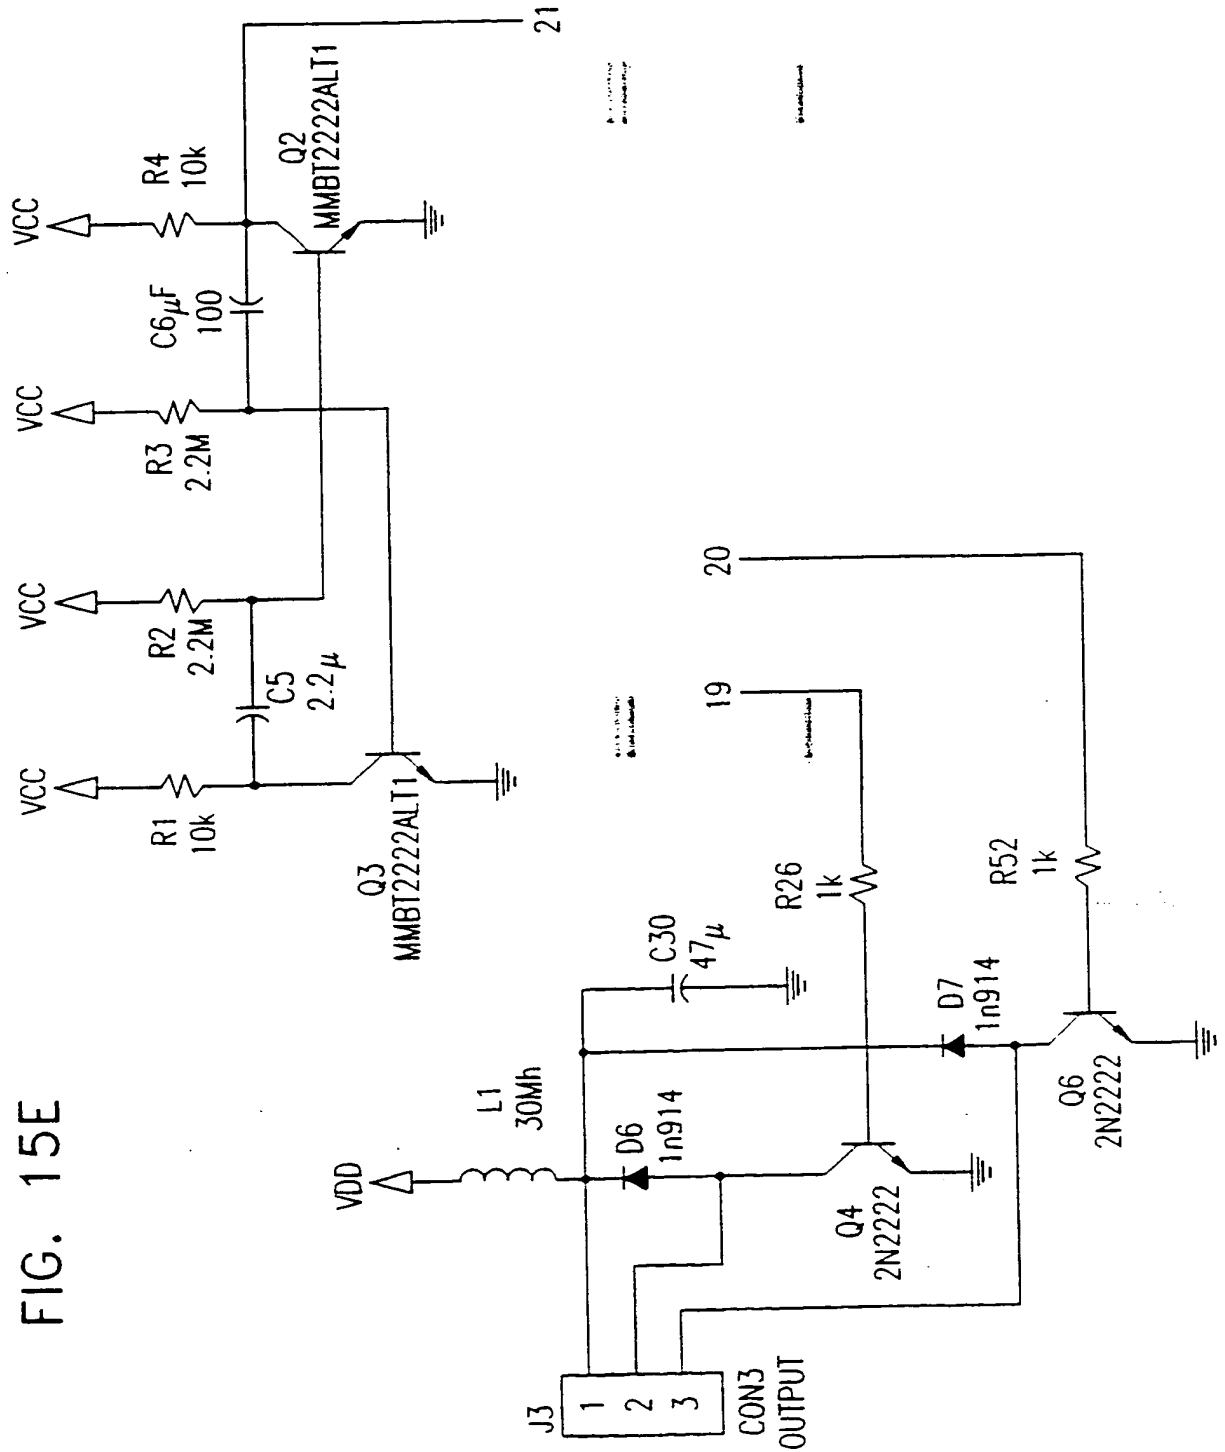 FIG. 15E
VCC
R1
10k
VCC
R2
2.2M
VCC
R3
2.2M
VCC
R4
10k
C5
2.2µ
C6µF
100
Q3
MMBT2222ALT1
Q2
MMBT2222ALT1
21
VDD
L1
30Mh
D6
1n914
C30
47µ
19
20
R26
1k
R52
1k
D7
1n914
Q4
2N2222
Q6
2N2222
J3
1
2
3
CON3
OUTPUT